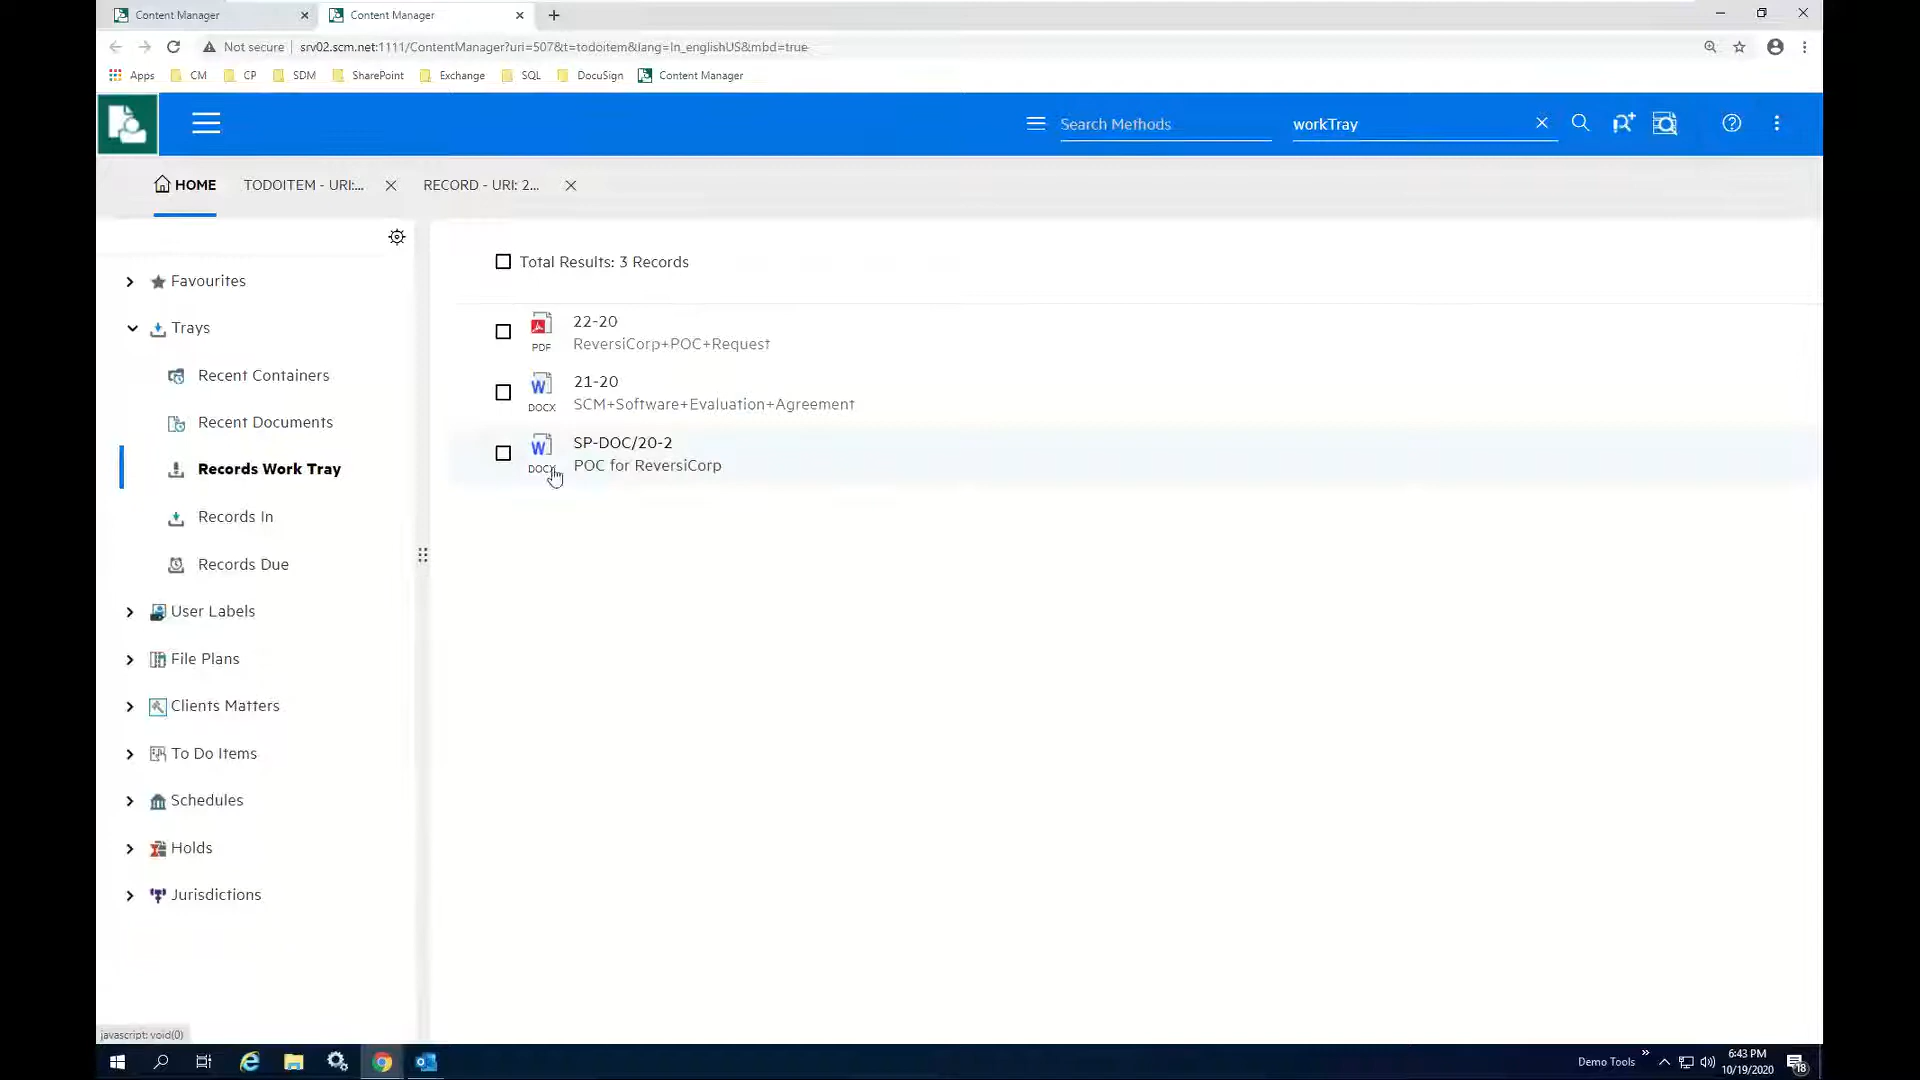 Content Manager
Content Manager
Not secure
srv02.scm.net:1111/ContentManager?uri=507&t=todoitem&lang=ln_englishUS&mbd=true
Apps
CM
CP
SDM
SharePoint
Exchange
SQL
DocuSign
Content Manager
Search Methods
workTray
HOME
TODOITEM - URI:...
RECORD - URI: 2...
Favourites
Trays
Recent Containers
Recent Documents
Records Work Tray
Records In
Records Due
User Labels
File Plans
Clients Matters
To Do Items
Schedules
Holds
Jurisdictions
Total Results: 3 Records
22-20
PDF
ReversiCorp+POC+Request
21-20
DOCX
SCM+Software+Evaluation+Agreement
SP-DOC/20-2
DOCX
POC for ReversiCorp
javascript: void(0)
Demo Tools
6:43 PM
10/19/2020
18